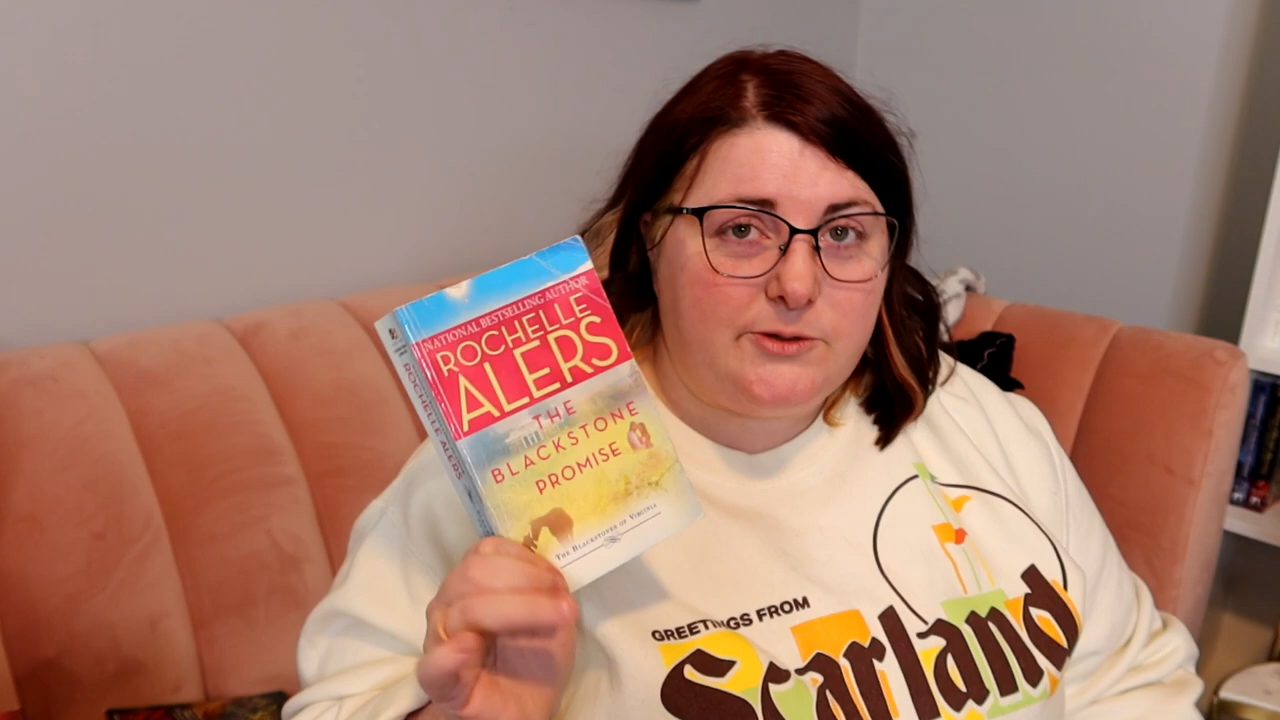 NATIONAL BESTSELLING AUTHOR
ROCHELLE
ALERS
THE
BLACKSTONE
PROMISE
THE BLACKSTONES OF VIRGINIA
ROCHELLE ALERS
GREETINGS FROM
Scarland